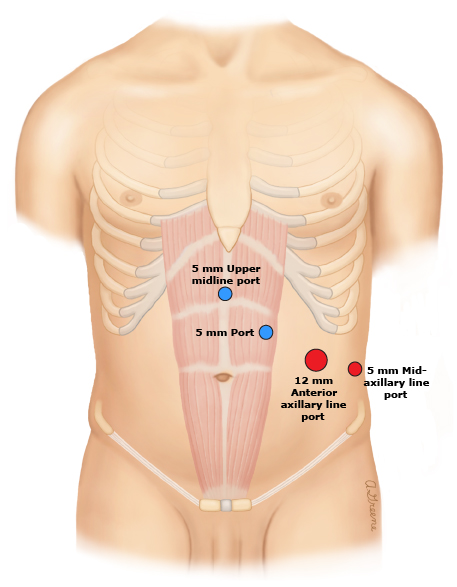 5 mm Upper
midline port
5 mm Port
12 mm
Anterior
axillary line
port
5 mm Mid-
axillary line
port
A. Greene